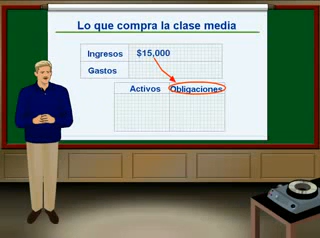 Lo que compra la clase media
Ingresos $15,000
Gastos
Activos Obligaciones